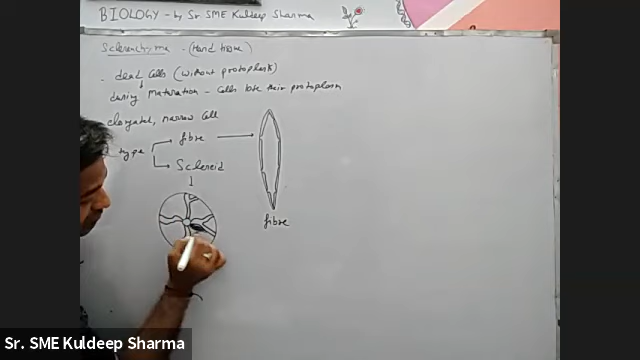 BIOLOGY - by Sr. SME Kuldeep Sharma
Sclerenchyma - (Hard tissue)
- dead cells (without protoplast)
during maturation - cells lose their protoplasm
elongated, narrow cell
type
fibre
Sclereid
fibre
Sr. SME Kuldeep Sharma